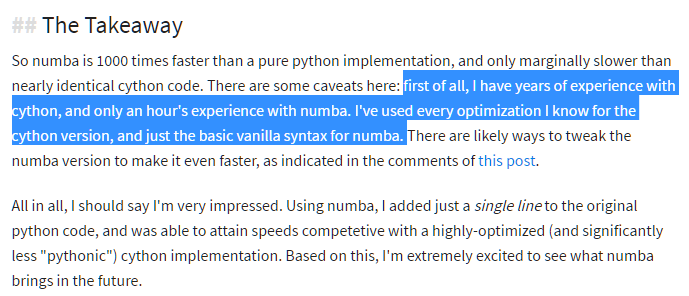 ## The Takeaway
So numba is 1000 times faster than a pure python implementation, and only marginally slower than
nearly identical cython code. There are some caveats here: first of all, I have years of experience with
cython, and only an hour's experience with numba. I've used every optimization I know for the
cython version, and just the basic vanilla syntax for numba. There are likely ways to tweak the
numba version to make it even faster, as indicated in the comments of this post.
All in all, I should say I'm very impressed. Using numba, I added just a single line to the original
python code, and was able to attain speeds competetive with a highly-optimized (and significantly
less "pythonic") cython implementation. Based on this, I'm extremely excited to see what numba
brings in the future.